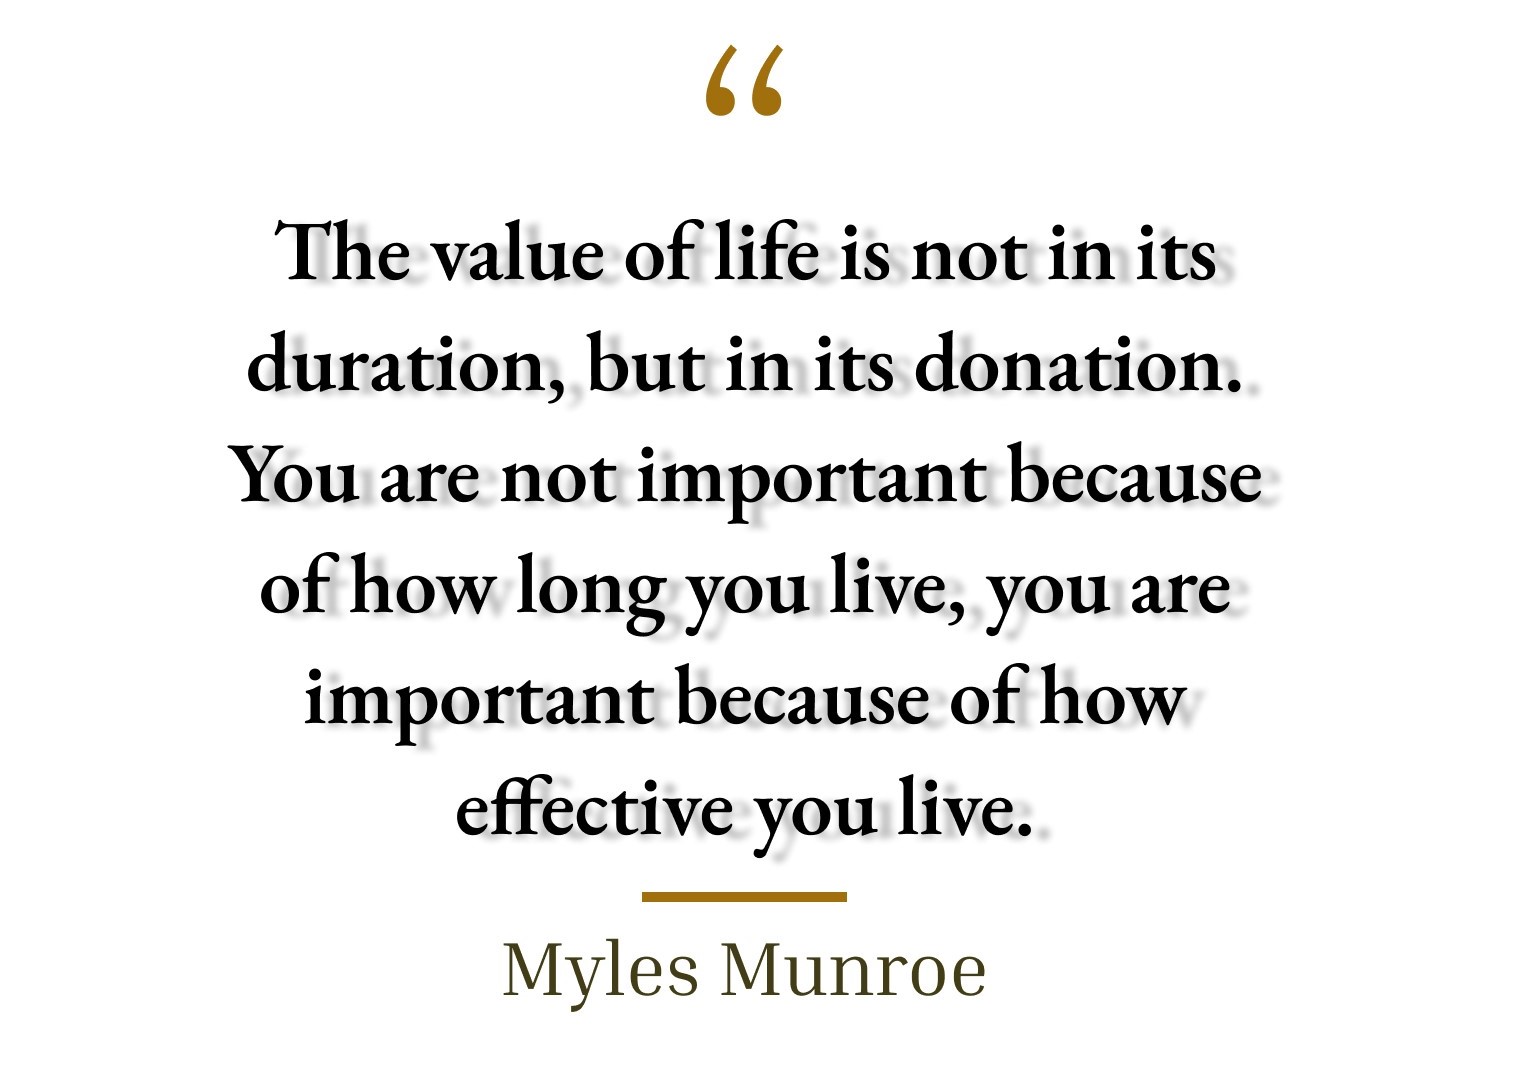 “
The value of life is not in its
duration, but in its donation.
You are not important because
of how long you live, you are
important because of how
effective you live.
Myles Munroe